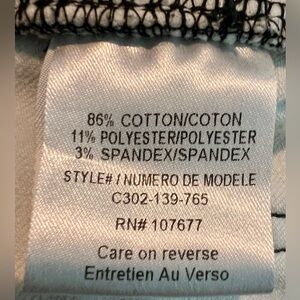 86% COTTON/COTON
11% POLYESTER/POLYESTER
3% SPANDEX/SPANDEX
STYLE# / NUMERO DE MODELE
C302-139-765
RN# 107677
Care on reverse
Entretien Au Verso